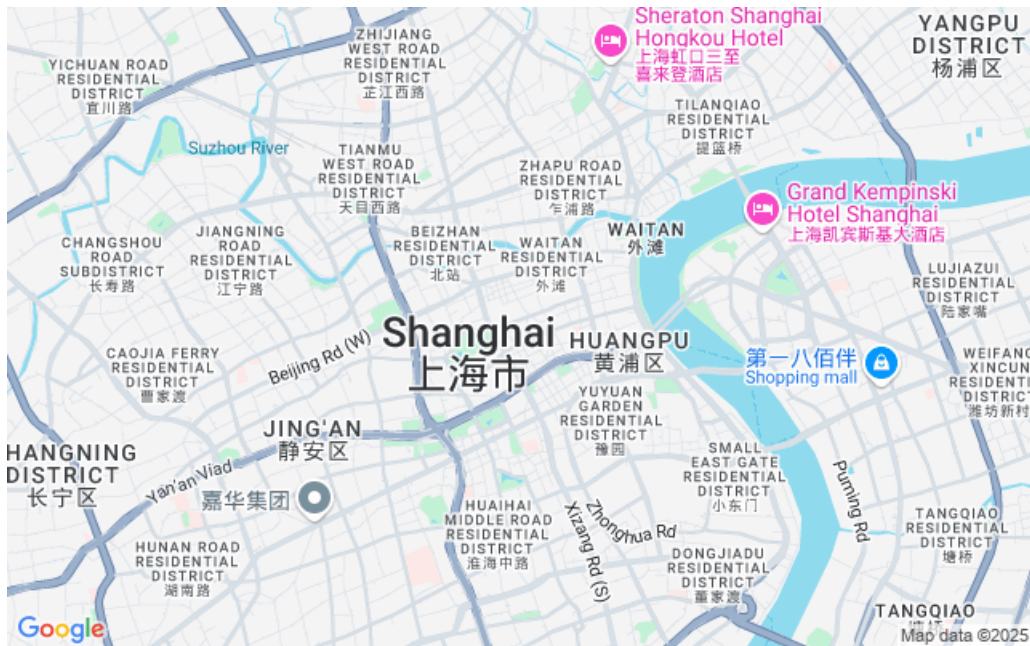 Sheraton Shanghai
Hongkou Hotel
上海虹口三至
喜来登酒店
YANGPU
DISTRICT
杨浦区
ZHIJIANG
WEST ROAD
RESIDENTIAL
DISTRICT
芷江西路
YICHUAN ROAD
RESIDENTIAL
DISTRICT
宜川路
TILANQIAO
RESIDENTIAL
DISTRICT
提篮桥
Suzhou River
TIANMU
WEST ROAD
RESIDENTIAL
DISTRICT
天目西路
ZHAPU ROAD
RESIDENTIAL
DISTRICT
乍浦路
Grand Kempinski
Hotel Shanghai
上海凯宾斯基大酒店
CHANGSHOU
ROAD
SUBDISTRICT
长寿路
JIANGNING
ROAD
RESIDENTIAL
DISTRICT
江宁路
BEIZHAN
RESIDENTIAL
DISTRICT
北站
WAITAN
RESIDENTIAL
DISTRICT
外滩
WAITAN
外滩
LUJIAZUI
RESIDENTIAL
DISTRICT
陆家嘴
Shanghai
上海市
HUANGPU
黄浦区
CAOJIA FERRY
RESIDENTIAL
DISTRICT
曹家渡
Beijing Rd (W)
第一八佰伴
Shopping mall
WEIFANG
XINCUN
RESIDENTI
DISTRICT
潍坊新村
YUYUAN
GARDEN
RESIDENTIAL
DISTRICT
豫园
JING'AN
静安区
HANGNING
DISTRICT
长宁区
Yan'an Viad
嘉华集团
SMALL
EAST GATE
RESIDENTIAL
DISTRICT
小东门
Puming Rd
HUAIHAI
MIDDLE ROAD
RESIDENTIAL
DISTRICT
淮海中路
Xizang Rd (S)
Zhonghua Rd
TANGQIAO
RESIDENTIAL
DISTRICT
塘桥
HUNAN ROAD
RESIDENTIAL
DISTRICT
湖南路
DONGJIADU
RESIDENTIAL
DISTRICT
董家渡
TANGQIAO
Google
Map data ©2025